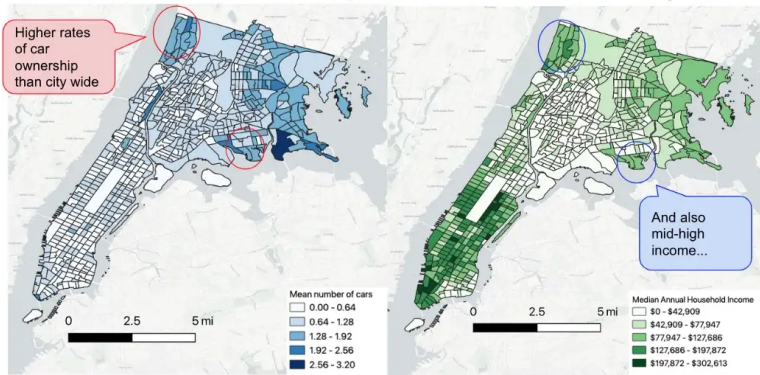 Higher rates
of car
ownership
than city wide
Mean number of cars
0.00 - 0.64
0.64 - 1.28
1.28 - 1.92
1.92 - 2.56
2.56 - 3.20
0 2.5 5 mi
And also
mid-high
income...
Median Annual Household Income
$0 - $42,909
$42,909 - $77,947
$77,947 - $127,686
$127,686 - $197,872
$197,872 - $302,613
0 2.5 5 mi